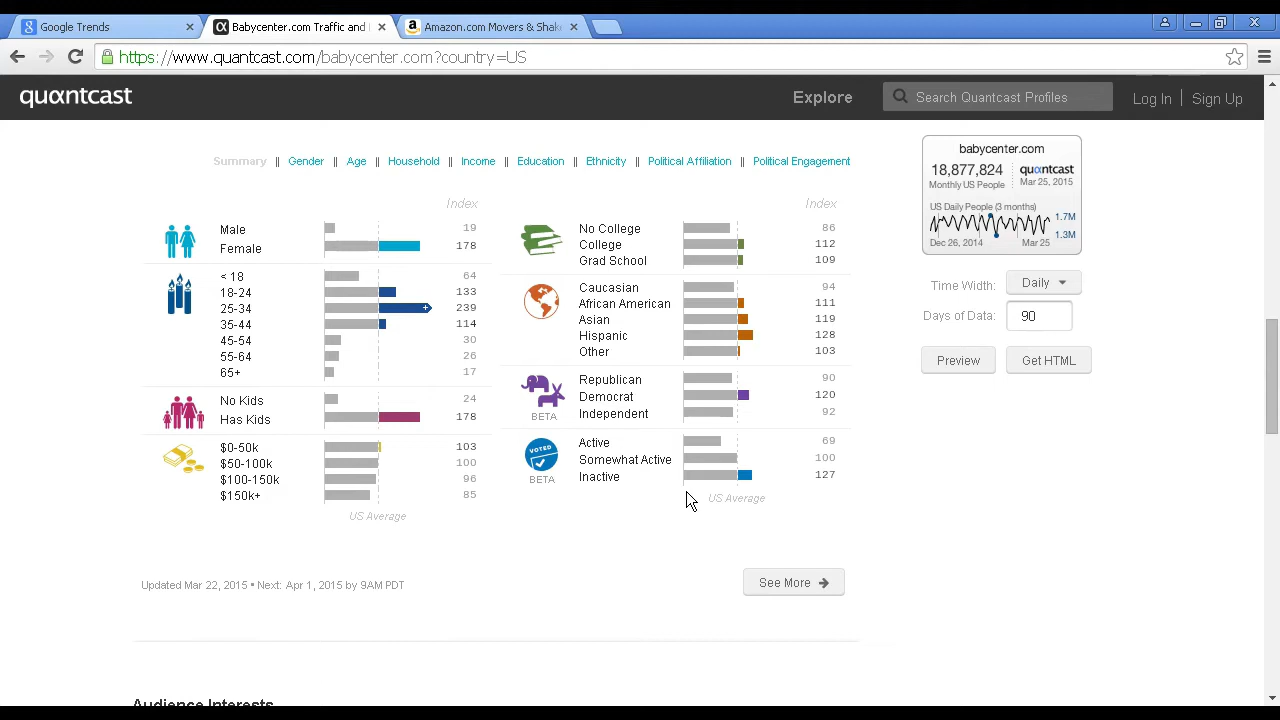 Google Trends
Babycenter.com Traffic and
Amazon.com Movers & Shak
https://www.quantcast.com/babycenter.com?country=US
quantcast
Explore
Search Quantcast Profiles
Log In | Sign Up
Summary || Gender || Age || Household || Income || Education || Ethnicity || Political Affiliation || Political Engagement
Index
Male 19
Female 178
< 18 64
18-24 133
25-34 239
35-44 114
45-54 30
55-64 26
65+ 17
No Kids 24
Has Kids 178
$0-50k 103
$50-100k 100
$100-150k 96
$150k+ 85
US Average
Index
No College 86
College 112
Grad School 109
Caucasian 94
African American 111
Asian 119
Hispanic 128
Other 103
Republican 90
Democrat 120
BETA
Independent 92
VOTED
Active 69
Somewhat Active 100
BETA
Inactive 127
US Average
Updated Mar 22, 2015 • Next: Apr 1, 2015 by 9AM PDT
See More
Audience Interests
babycenter.com
18,877,824
Monthly US People
quantcast
Mar 25, 2015
US Daily People (3 months)
1.7M
1.3M
Dec 26, 2014
Mar 25
Time Width: Daily
Days of Data: 90
Preview
Get HTML